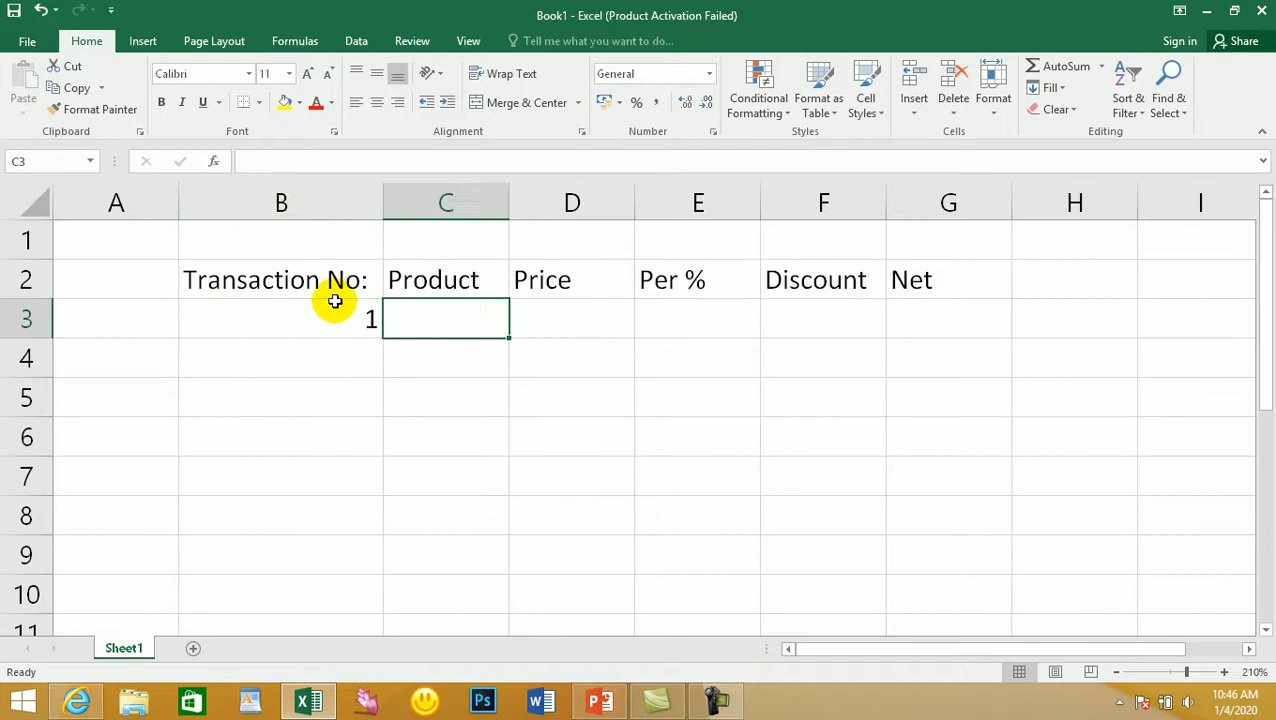 Book1 - Excel (Product Activation Failed)
File Home Insert Page Layout Formulas Data Review View Tell me what you want to do... Sign in Share
Paste
Cut
Copy
Format Painter
Clipboard
Calibri 11
B I U
Font
Wrap Text
Merge & Center
Alignment
General
%
Number
Conditional Formatting
Format as Table
Cell Styles
Styles
Insert Delete Format
Cells
AutoSum
Fill
Clear
Sort & Filter
Find & Select
Editing
C3 fx
A B C D E F G H I
1
2 Transaction No: Product Price Per % Discount Net
3 1
4
5
6
7
8
9
10
11
Sheet1
Ready 210%
10:46 AM
1/4/2020